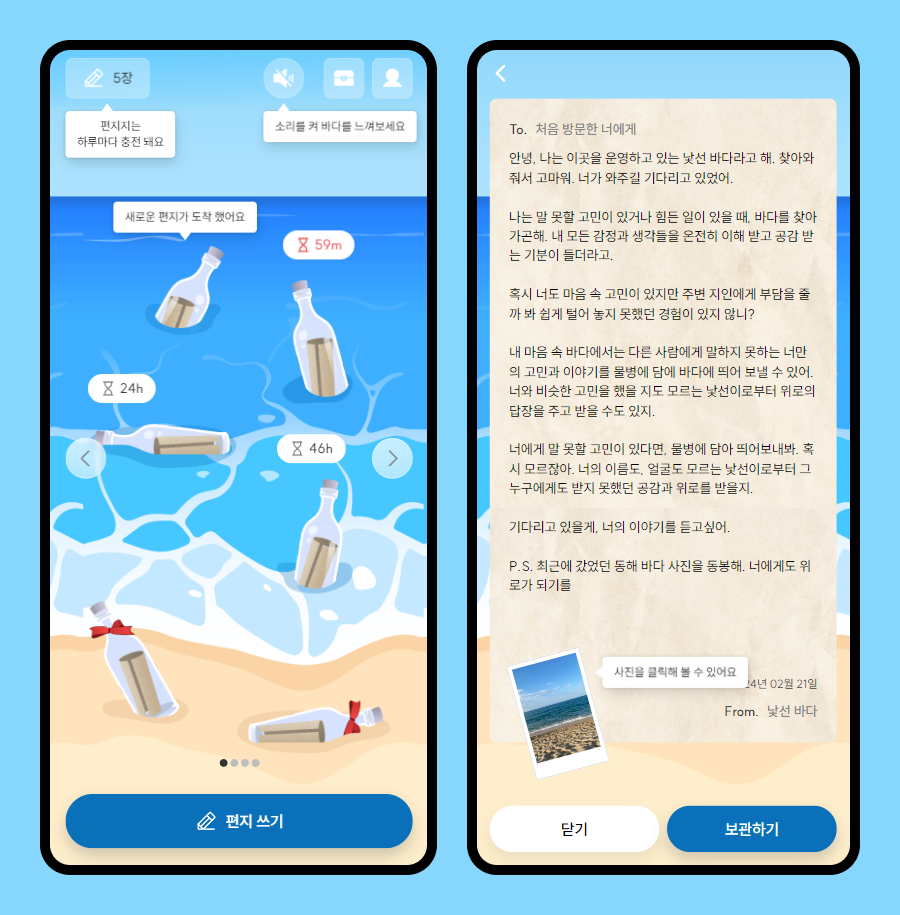 5장
편지지는
하루마다 충전 돼요
소리를 켜 바다를 느껴보세요
새로운 편지가 도착 했어요
59m
24h
46h
편지 쓰기
To. 처음 방문한 너에게
안녕, 나는 이곳을 운영하고 있는 낯선 바다라고 해. 찾아와
줘서 고마워. 너가 와주길 기다리고 있었어.
나는 말 못할 고민이 있거나 힘든 일이 있을 때, 바다를 찾아
가곤해. 내 모든 감정과 생각들을 온전히 이해 받고 공감 받
는 기분이 들더라고.
혹시 너도 마음 속 고민이 있지만 주변 지인에게 부담을 줄
까 봐 쉽게 털어 놓지 못했던 경험이 있지 않니?
내 마음 속 바다에서는 다른 사람에게 말하지 못하는 너만
의 고민과 이야기를 물병에 담에 바다에 띄어 보낼 수 있어.
너와 비슷한 고민을 했을 지도 모르는 낯선이로부터 위로의
답장을 주고 받을 수도 있지.
너에게 말 못할 고민이 있다면, 물병에 담아 띄어보내봐. 혹
시 모르잖아. 너의 이름도, 얼굴도 모르는 낯선이로부터 그
누구에게도 받지 못했던 공감과 위로를 받을지.
기다리고 있을게, 너의 이야기를 듣고싶어.
P.S. 최근에 갔었던 동해 바다 사진을 동봉해. 너에게도 위
로가 되기를
사진을 클릭해 볼 수 있어요
24년 02월 21일
From. 낯선 바다
닫기
보관하기